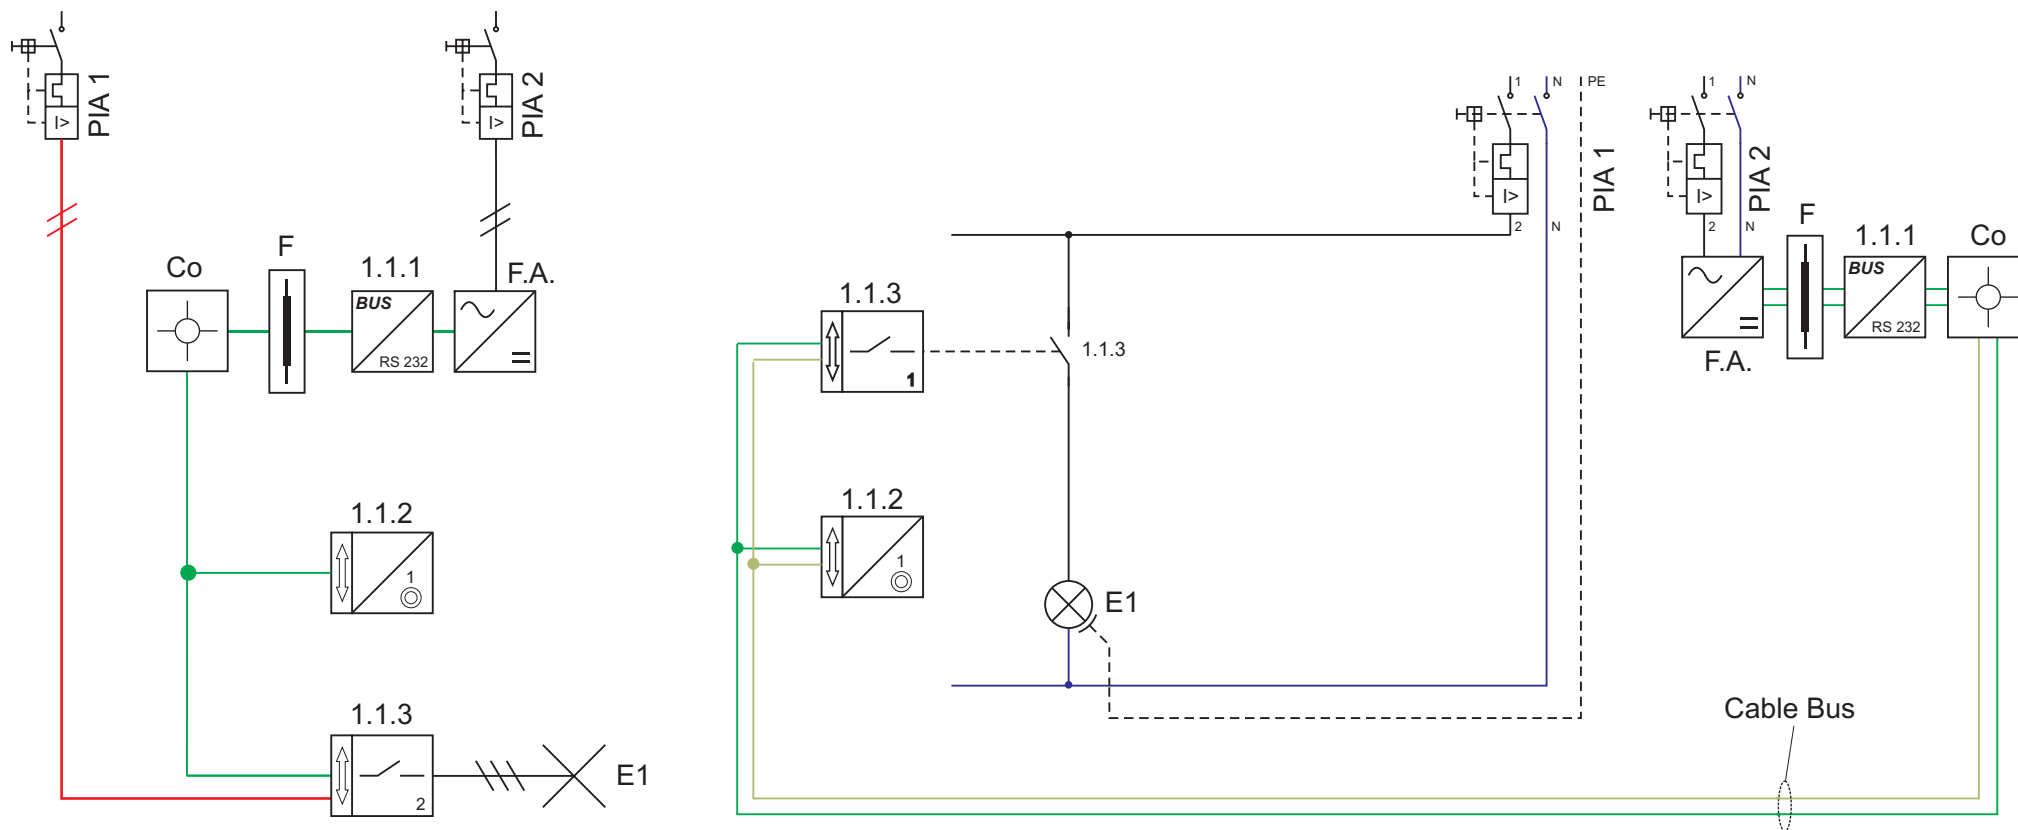 PIA 1
I>
PIA 2
I>
Co
F
1.1.1
BUS
RS 232
F.A.
1.1.2
1
1.1.3
2
E1
1
N
PE
PIA 1
I>
2
N
1
N
PIA 2
I>
2
N
F.A.
F
1.1.1
BUS
RS 232
Co
1.1.3
1
1.1.3
1.1.2
1
E1
Cable Bus